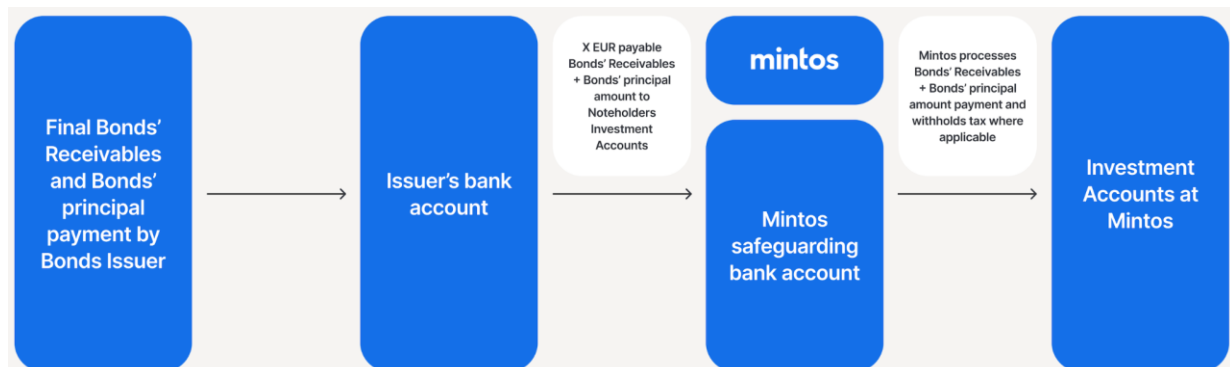 Final Bonds'
Receivables
and Bonds'
principal
payment by
Bonds Issuer
Issuer's bank
account
X EUR payable
Bonds' Receivables
+ Bonds' principal
amount to
Noteholders
Investment
Accounts
mintos
Mintos
safeguarding
bank account
Mintos processes
Bonds' Receivables
+ Bonds' principal
amount payment and
withholds tax where
applicable
Investment
Accounts at
Mintos